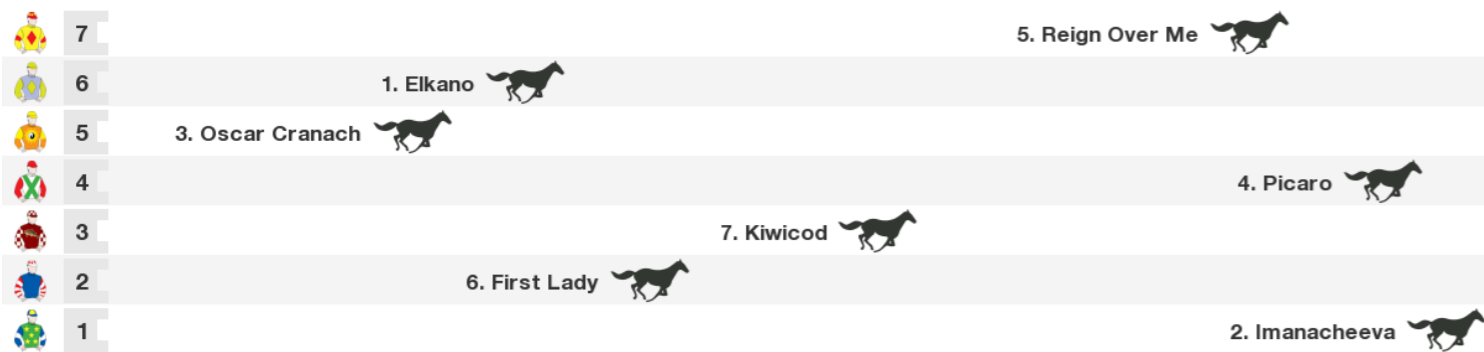 7 5. Reign Over Me
6 1. Elkano
5 3. Oscar Cranach
4 4. Picaro
3 7. Kiwicod
2 6. First Lady
1 2. Imanacheeva